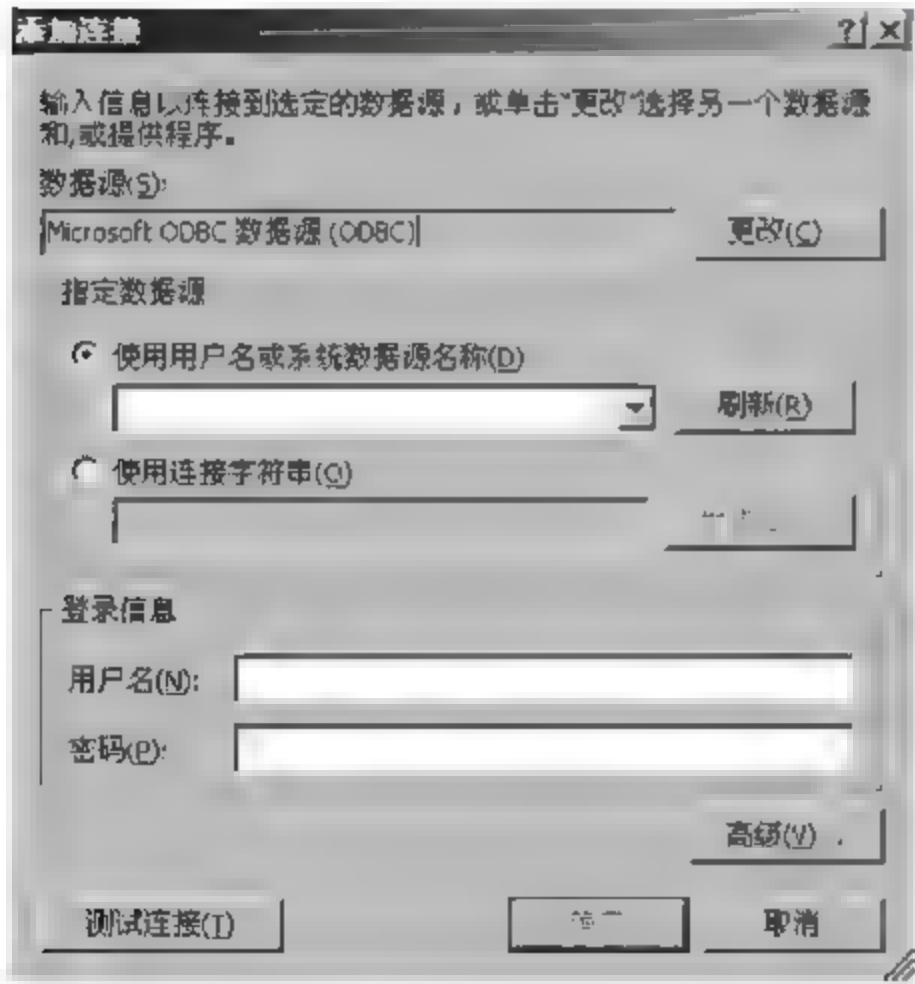 添加连接
输入信息以连接到选定的数据源，或单击"更改"选择另一个数据源
和/或提供程序。
数据源(S):
Microsoft ODBC 数据源 (ODBC)
更改(C)
指定数据源
使用用户名或系统数据源名称(D)
刷新(R)
使用连接字符串(O)
登录信息
用户名(N):
密码(P):
高级(V)
测试连接(T)
取消